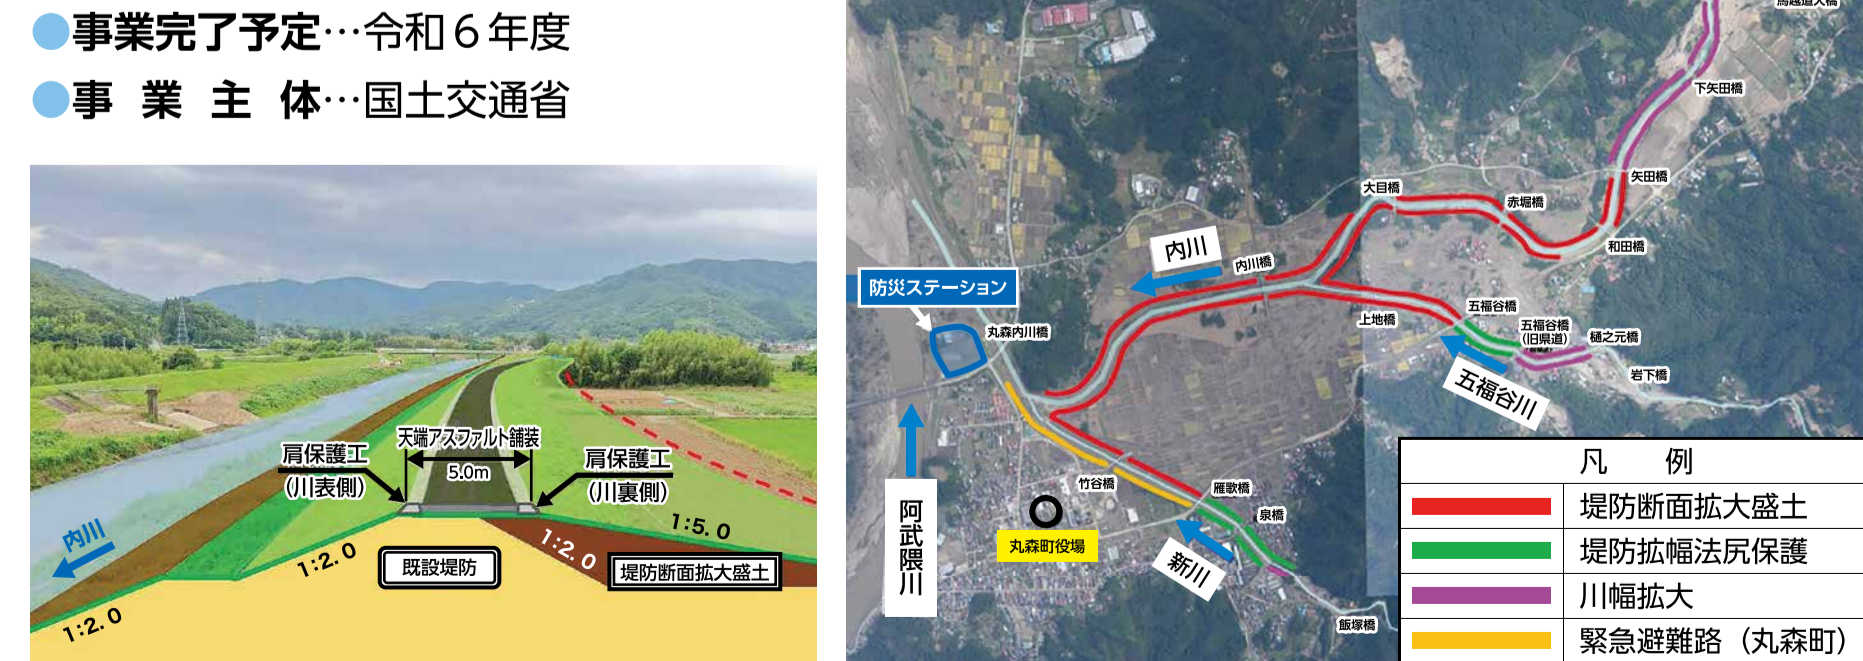 ●事業完了予定…令和６年度
●事業主体…国土交通省
天端アスファルト舗装
5.0m
肩保護工
（川表側）
肩保護工
（川裏側）
内川
1:2.0
1:2.0
1:2.0
1:5.0
既設堤防
堤防断面拡大盛土
下矢田橋
矢田橋
大目橋
赤堀橋
和田橋
内川
内川橋
防災ステーション
丸森内川橋
上地橋
五福谷橋
五福谷橋
（旧県道）
樋之元橋
岩下橋
五福谷川
阿武隈川
竹谷橋
雁歌橋
泉橋
丸森町役場
新川
飯塚橋
凡例
堤防断面拡大盛土
堤防拡幅法尻保護
川幅拡大
緊急避難路（丸森町）